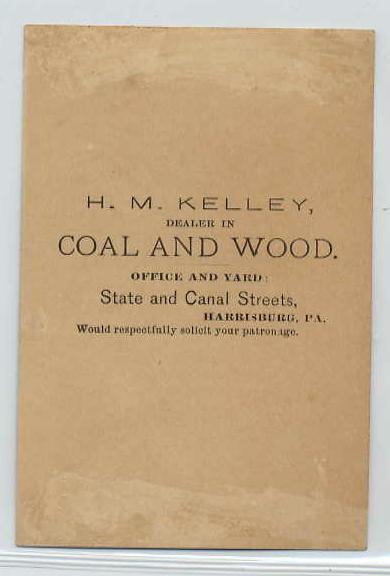 H. M. KELLEY,
DEALER IN
COAL AND WOOD.
OFFICE AND YARD:
State and Canal Streets,
HARRISBURG, PA.
Would respectfully solicit your patronage.